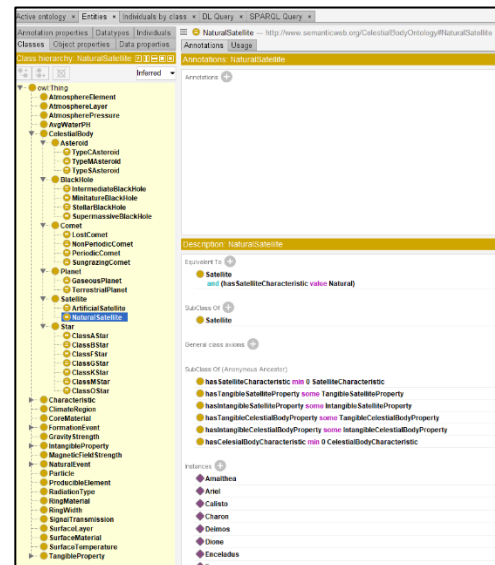 Active ontology × Entities × Individuals by class × DL Query × SPARQL Query ×
Annotation properties Datatypes Individuals
Classes Object properties Data properties
NaturalSatellite — http://www.semanticweb.org/CelestialBodyOntology#NaturalSatellite
Annotations Usage
Class hierarchy: NaturalSatellite
Inferred
owl:Thing
AtmosphereElement
AtmosphereLayer
AtmospherePressure
AvgWaterPH
CelestialBody
Asteroid
TypeCAsteroid
TypeMAsteroid
TypeSAsteroid
BlackHole
IntermediateBlackHole
MinitatureBlackHole
StellarBlackHole
SupermassiveBlackHole
Comet
LostComet
NonPeriodicComet
PeriodicComet
SungrazingComet
Planet
GaseousPlanet
TerrestrialPlanet
Satellite
ArtificialSatellite
NaturalSatellite
Star
ClassAStar
ClassBStar
ClassFStar
ClassGStar
ClassKStar
ClassMStar
ClassOStar
Characteristic
ClimateRegion
CoreMaterial
FormationEvent
GravityStrength
IntangibleProperty
MagneticFieldStrength
NaturalEvent
Particle
ProducibleElement
RadiationType
RingMaterial
RingWidth
SignalTransmission
SurfaceLayer
SurfaceMaterial
SurfaceTemperature
TangibleProperty
Annotations: NaturalSatellite
Annotations
Description: NaturalSatellite
Equivalent To
Satellite
and (hasSatelliteCharacteristic value Natural)
SubClass Of
Satellite
General class axioms
SubClass Of (Anonymous Ancestor)
hasSatelliteCharacteristic min 0 SatelliteCharacteristic
hasTangibleSatelliteProperty some TangibleSatelliteProperty
hasIntangibleSatelliteProperty some IntangibleSatelliteProperty
hasTangibleCelestialBodyProperty some TangibleCelestialBodyProperty
hasIntangibleCelestialBodyProperty some IntangibleCelestialBodyProperty
hasCelesialBodyCharacteristic min 0 CelestialBodyCharacteristic
Instances
Amalthea
Ariel
Calisto
Charon
Deimos
Dione
Enceladus